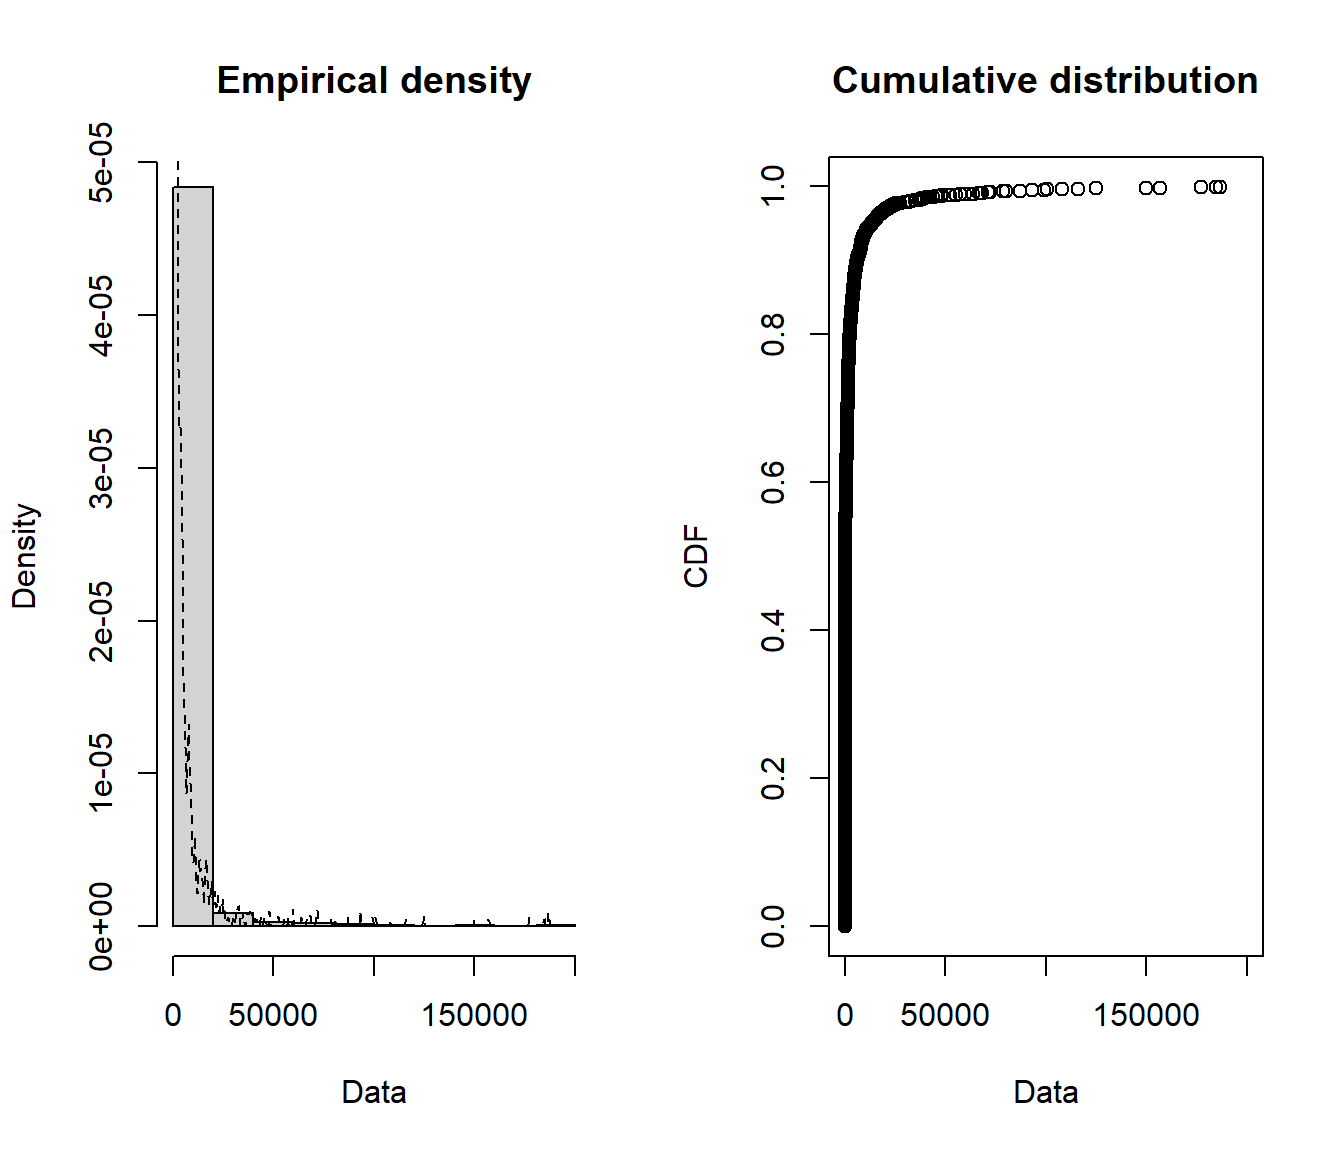 Empirical density
Density
5e-05
4e-05
3e-05
2e-05
1e-05
0e+00
0 50000 150000
Data
Cumulative distribution
CDF
1.0
0.8
0.6
0.4
0.2
0.0
0 50000 150000
Data